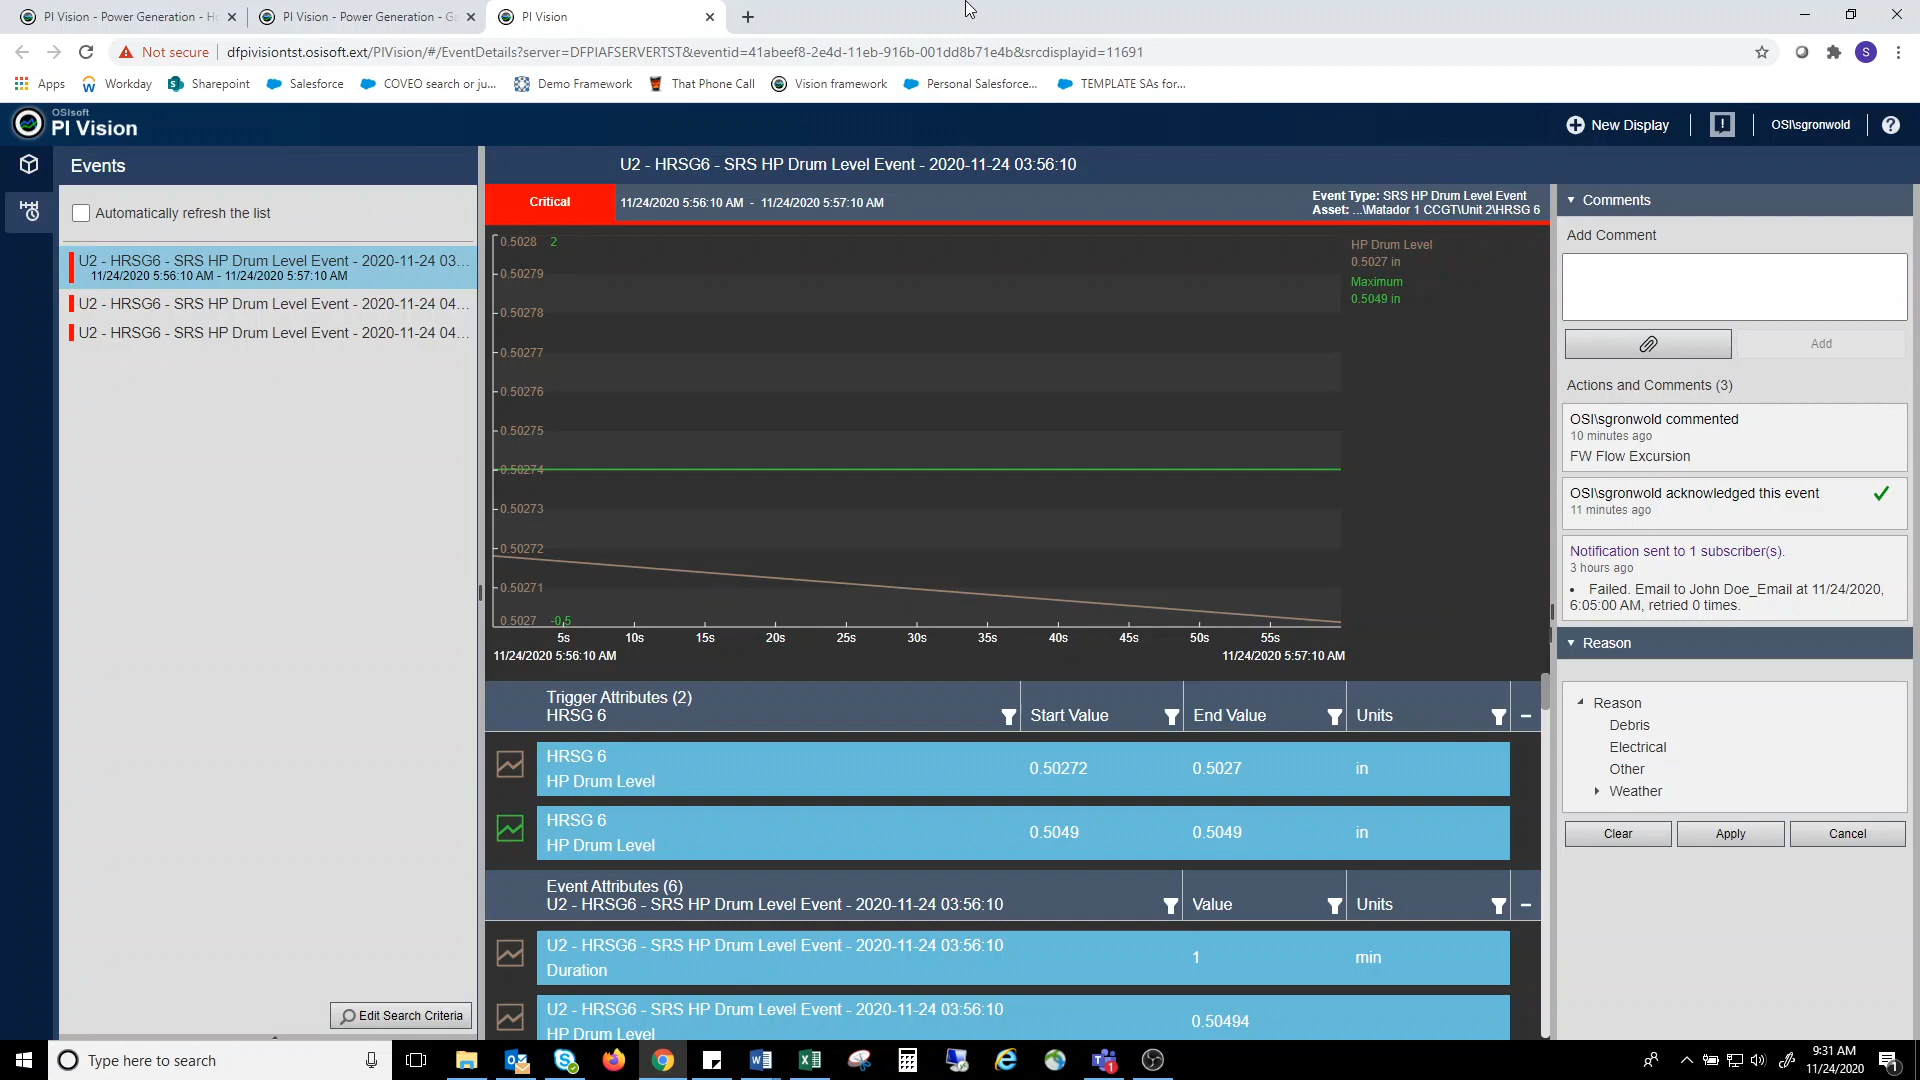 PI Vision - Power Generation - H
PI Vision - Power Generation - Ga
PI Vision
Not secure
dfpivisiontst.osisoft.ext/PIVision/#/EventDetails?server=DFPIAFSERVERTST&eventid=41abeef8-2e4d-11eb-916b-001dd8b71e4b&srcdisplayid=11691
S
Apps
Workday
Sharepoint
Salesforce
COVEO search or ju...
Demo Framework
That Phone Call
Vision framework
Personal Salesforce...
TEMPLATE SAs for...
OSIsoft
PI Vision
New Display
OSI\sgronwold
Events
Automatically refresh the list
U2 - HRSG6 - SRS HP Drum Level Event - 2020-11-24 03...
11/24/2020 5:56:10 AM - 11/24/2020 5:57:10 AM
U2 - HRSG6 - SRS HP Drum Level Event - 2020-11-24 04...
U2 - HRSG6 - SRS HP Drum Level Event - 2020-11-24 04...
Edit Search Criteria
U2 - HRSG6 - SRS HP Drum Level Event - 2020-11-24 03:56:10
Critical
11/24/2020 5:56:10 AM - 11/24/2020 5:57:10 AM
Event Type: SRS HP Drum Level Event
Asset: ...\Matador 1 CCGT\Unit 2\HRSG 6
0.5028 2
0.50279
0.50278
0.50277
0.50276
0.50275
0.50274
0.50273
0.50272
0.50271
0.5027 -0.5
5s 10s 15s 20s 25s 30s 35s 40s 45s 50s 55s
11/24/2020 5:56:10 AM
11/24/2020 5:57:10 AM
HP Drum Level
0.5027 in
Maximum
0.5049 in
Trigger Attributes (2)
HRSG 6
Start Value
End Value
Units
HRSG 6
HP Drum Level
0.50272
0.5027
in
HRSG 6
HP Drum Level
0.5049
0.5049
in
Event Attributes (6)
U2 - HRSG6 - SRS HP Drum Level Event - 2020-11-24 03:56:10
Value
Units
U2 - HRSG6 - SRS HP Drum Level Event - 2020-11-24 03:56:10
Duration
1
min
U2 - HRSG6 - SRS HP Drum Level Event - 2020-11-24 03:56:10
HP Drum Level
0.50494
Comments
Add Comment
Add
Actions and Comments (3)
OSI\sgronwold commented
10 minutes ago
FW Flow Excursion
OSI\sgronwold acknowledged this event
11 minutes ago
Notification sent to 1 subscriber(s).
3 hours ago
• Failed. Email to John Doe_Email at 11/24/2020,
6:05:00 AM, retried 0 times.
Reason
Reason
Debris
Electrical
Other
Weather
Clear
Apply
Cancel
Type here to search
9:31 AM
11/24/2020